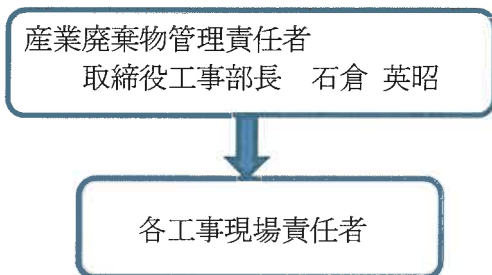 産業廃棄物管理責任者
取締役工事部長　石倉 英昭
各工事現場責任者